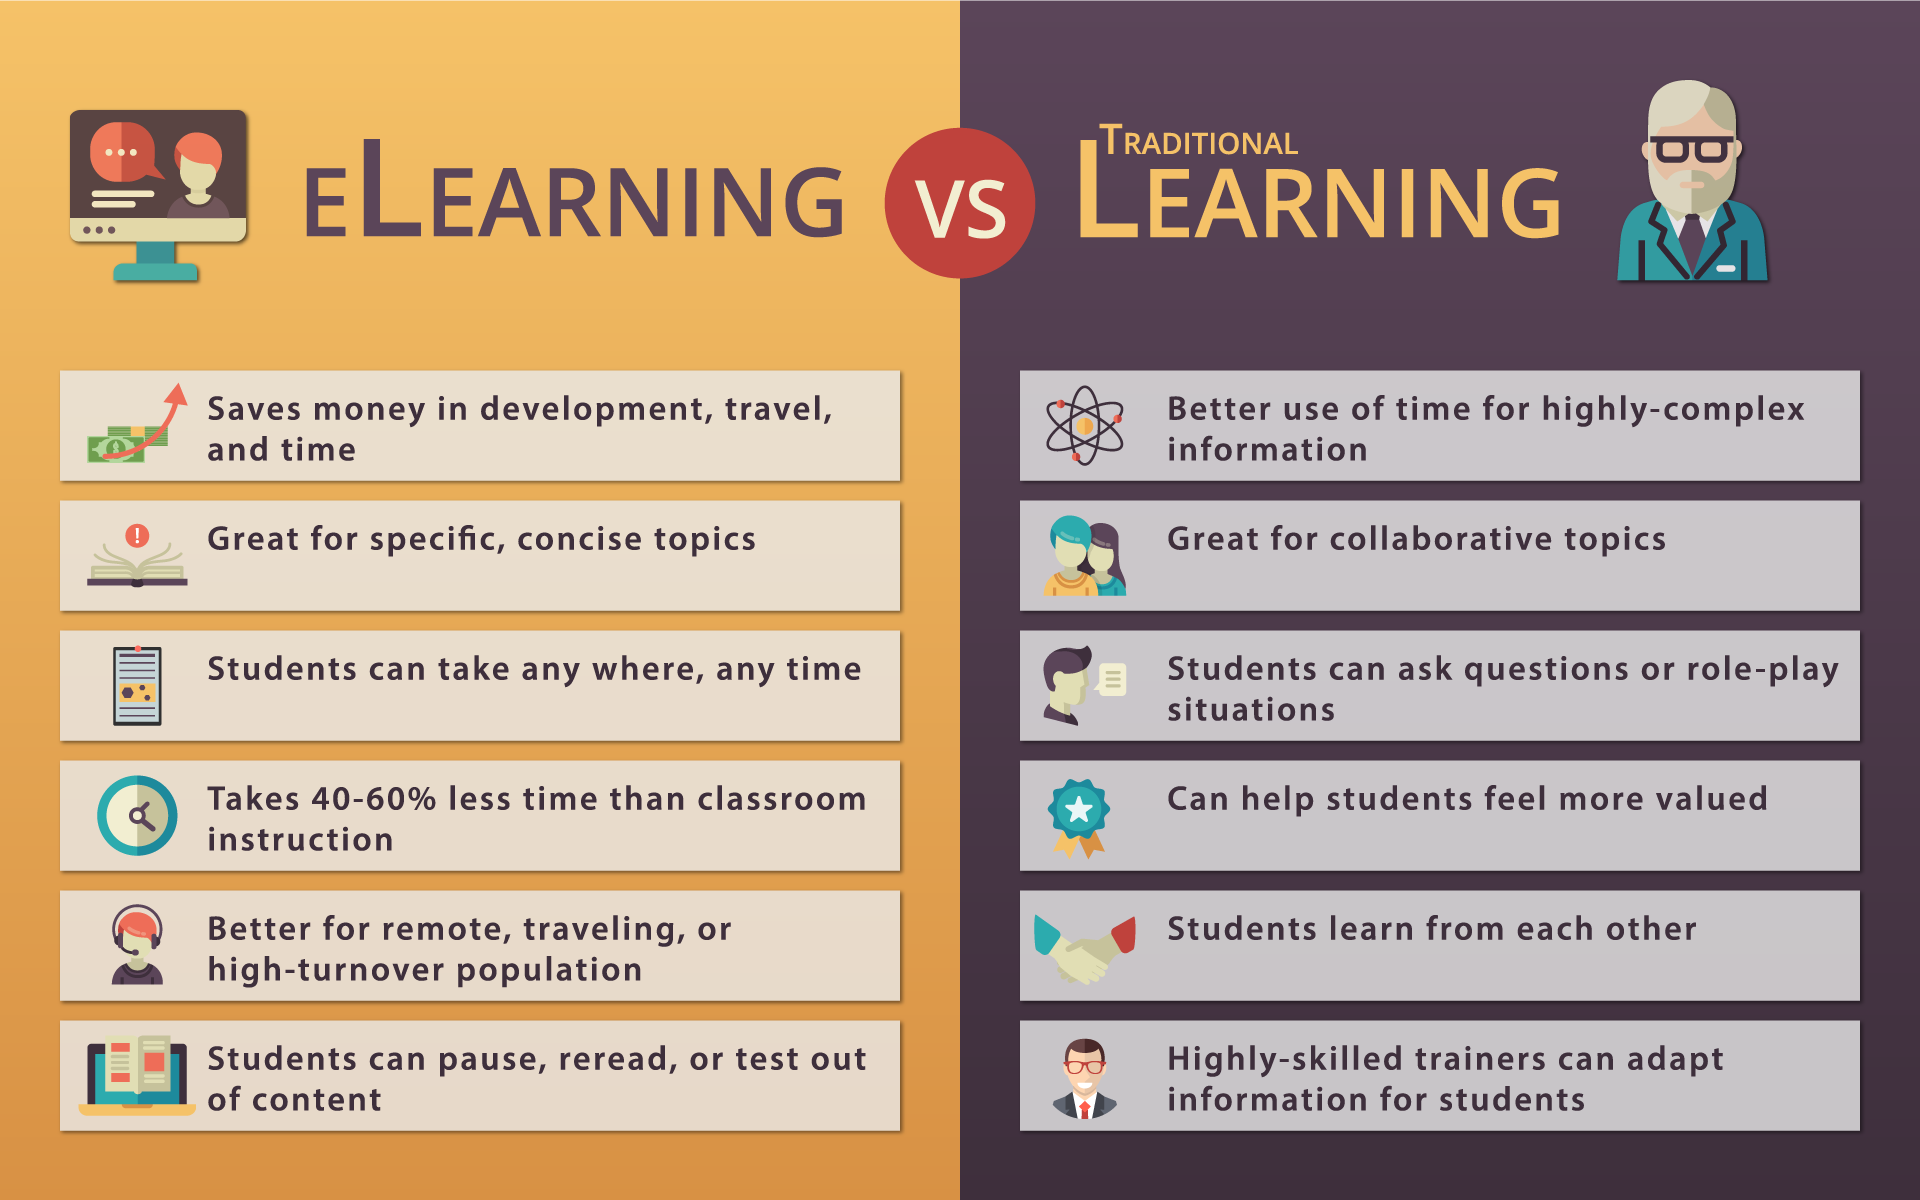 eLearning
VS
Traditional
Learning
Saves money in development, travel,
and time
Great for specific, concise topics
Students can take any where, any time
Takes 40-60% less time than classroom
instruction
Better for remote, traveling, or
high-turnover population
Students can pause, reread, or test out
of content
Better use of time for highly-complex
information
Great for collaborative topics
Students can ask questions or role-play
situations
Can help students feel more valued
Students learn from each other
Highly-skilled trainers can adapt
information for students